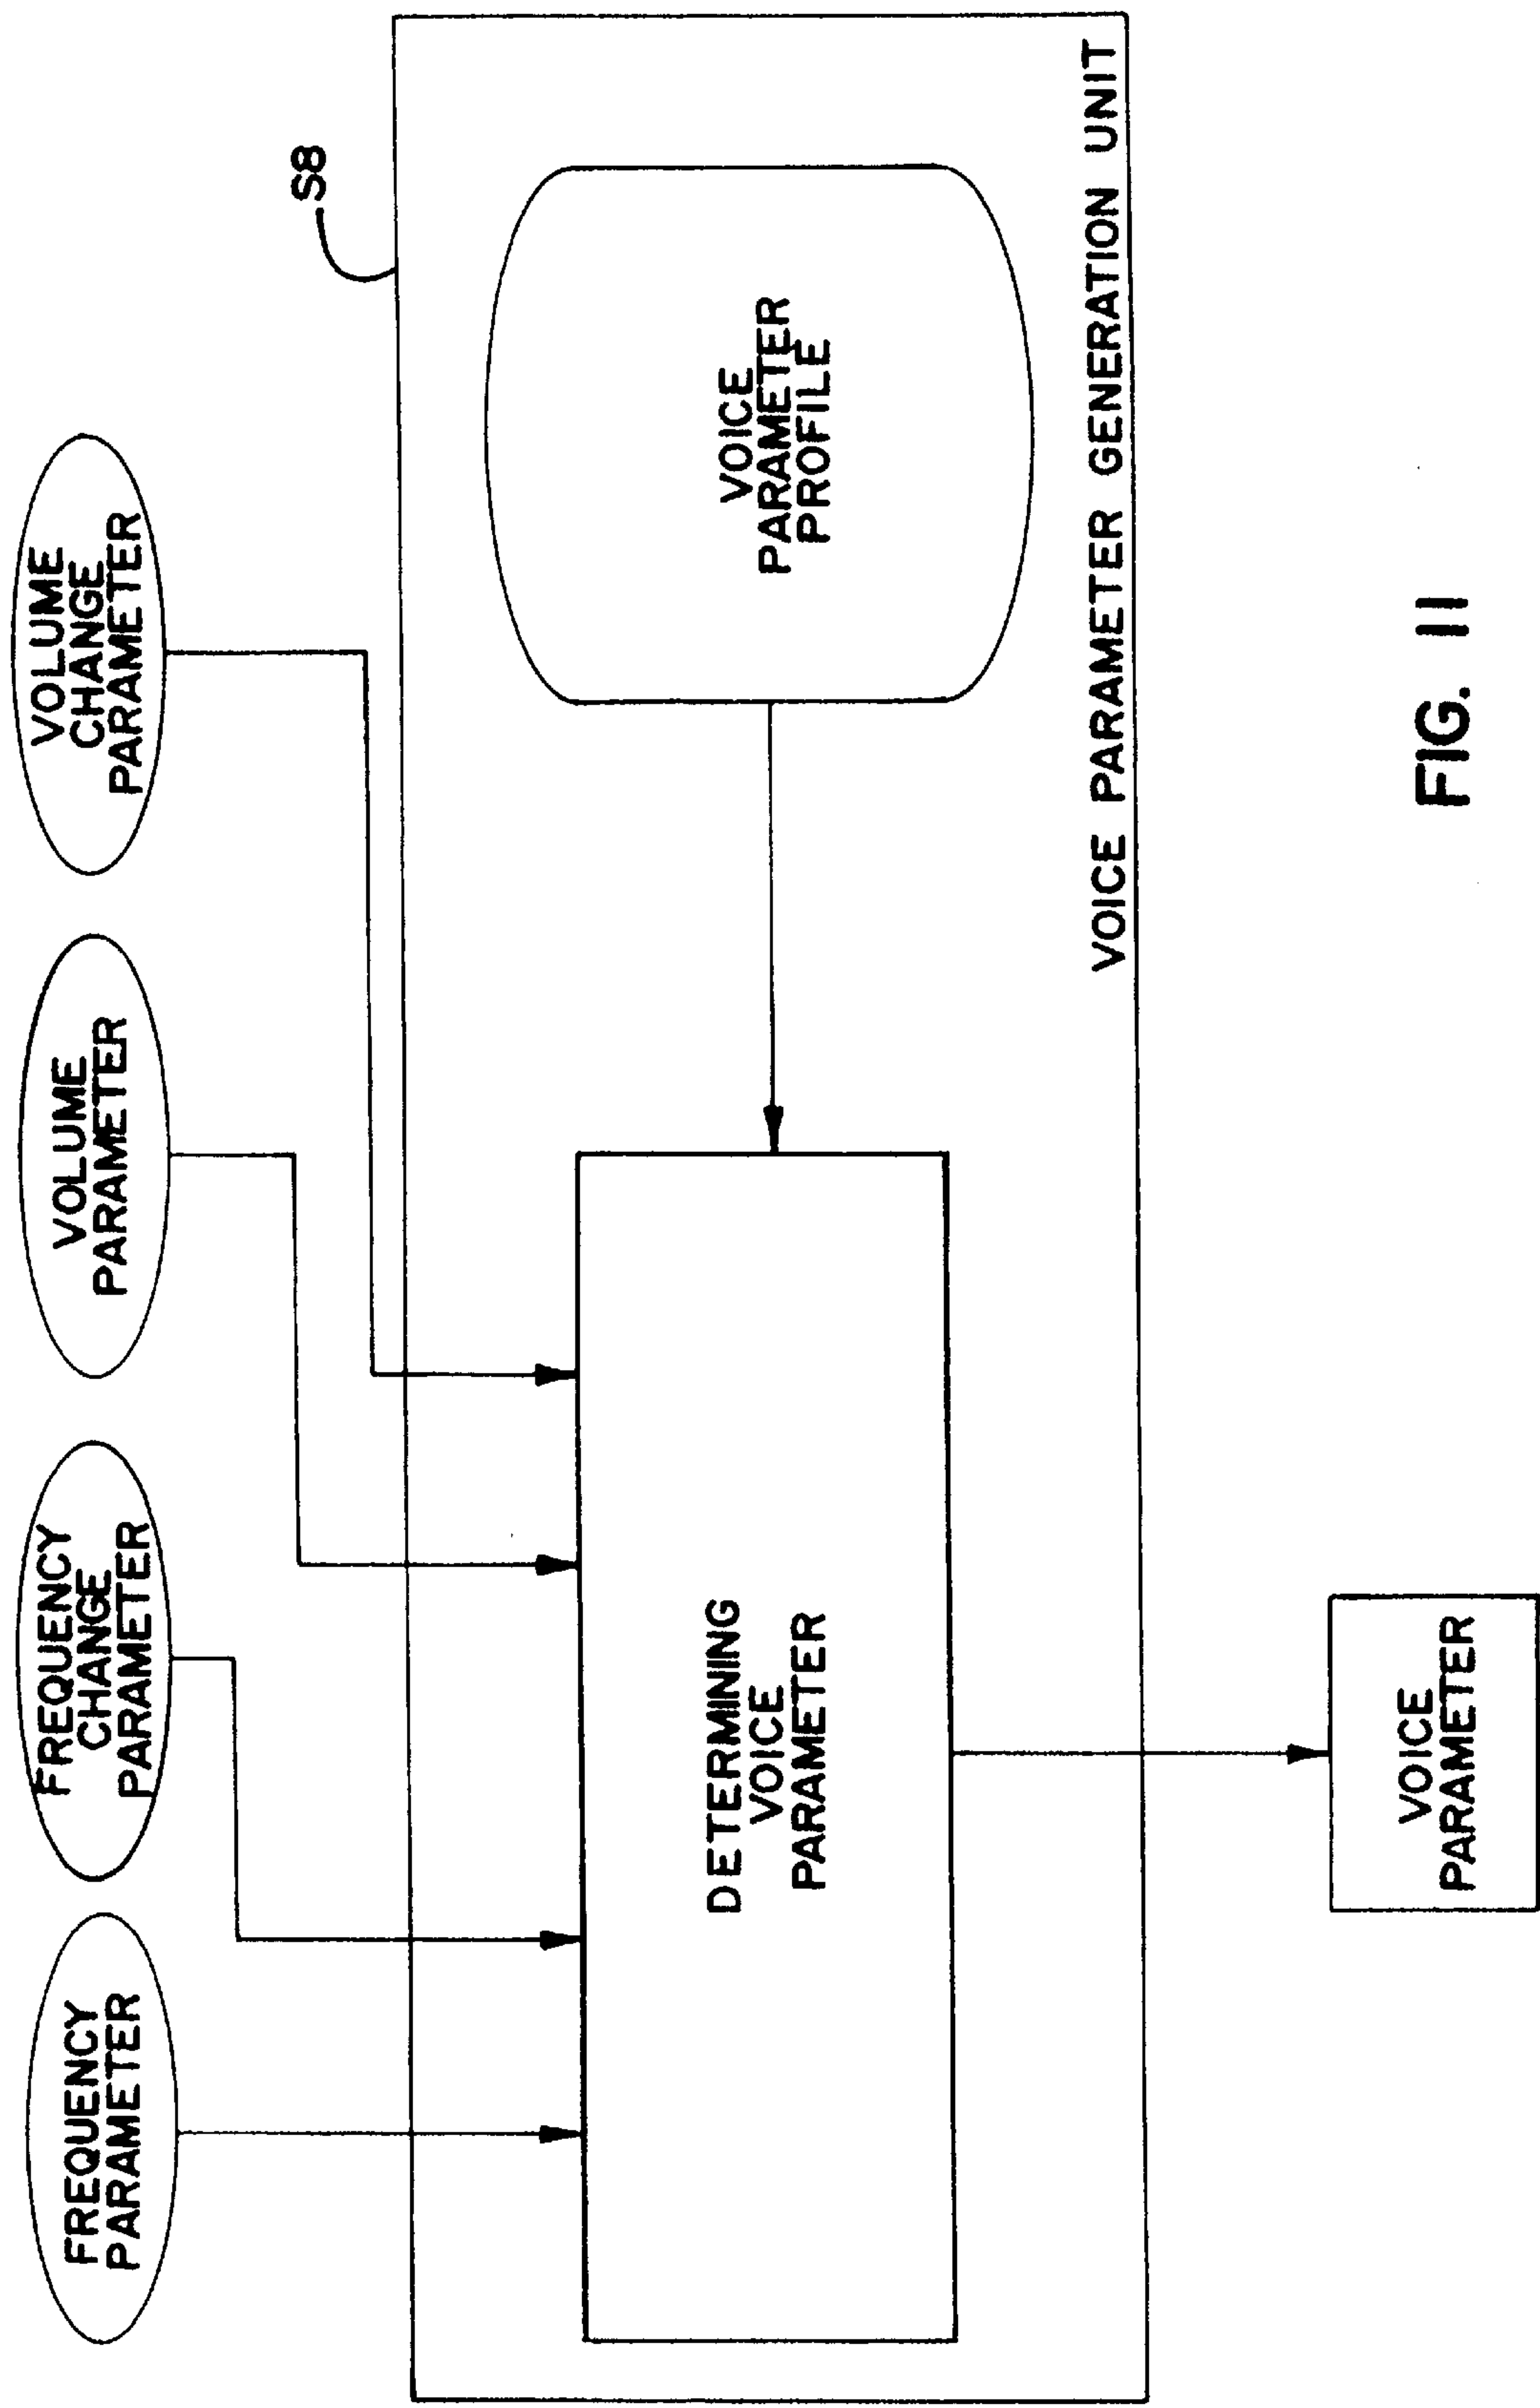 FREQUENCY
PARAMETER
FREQUENCY
CHANGE
PARAMETER
VOLUME
PARAMETER
VOLUME
CHANGE
PARAMETER
S8
DETERMINING
VOICE
PARAMETER
VOICE
PARAMETER
PROFILE
VOICE PARAMETER GENERATION UNIT
VOICE
PARAMETER
FIG. 11